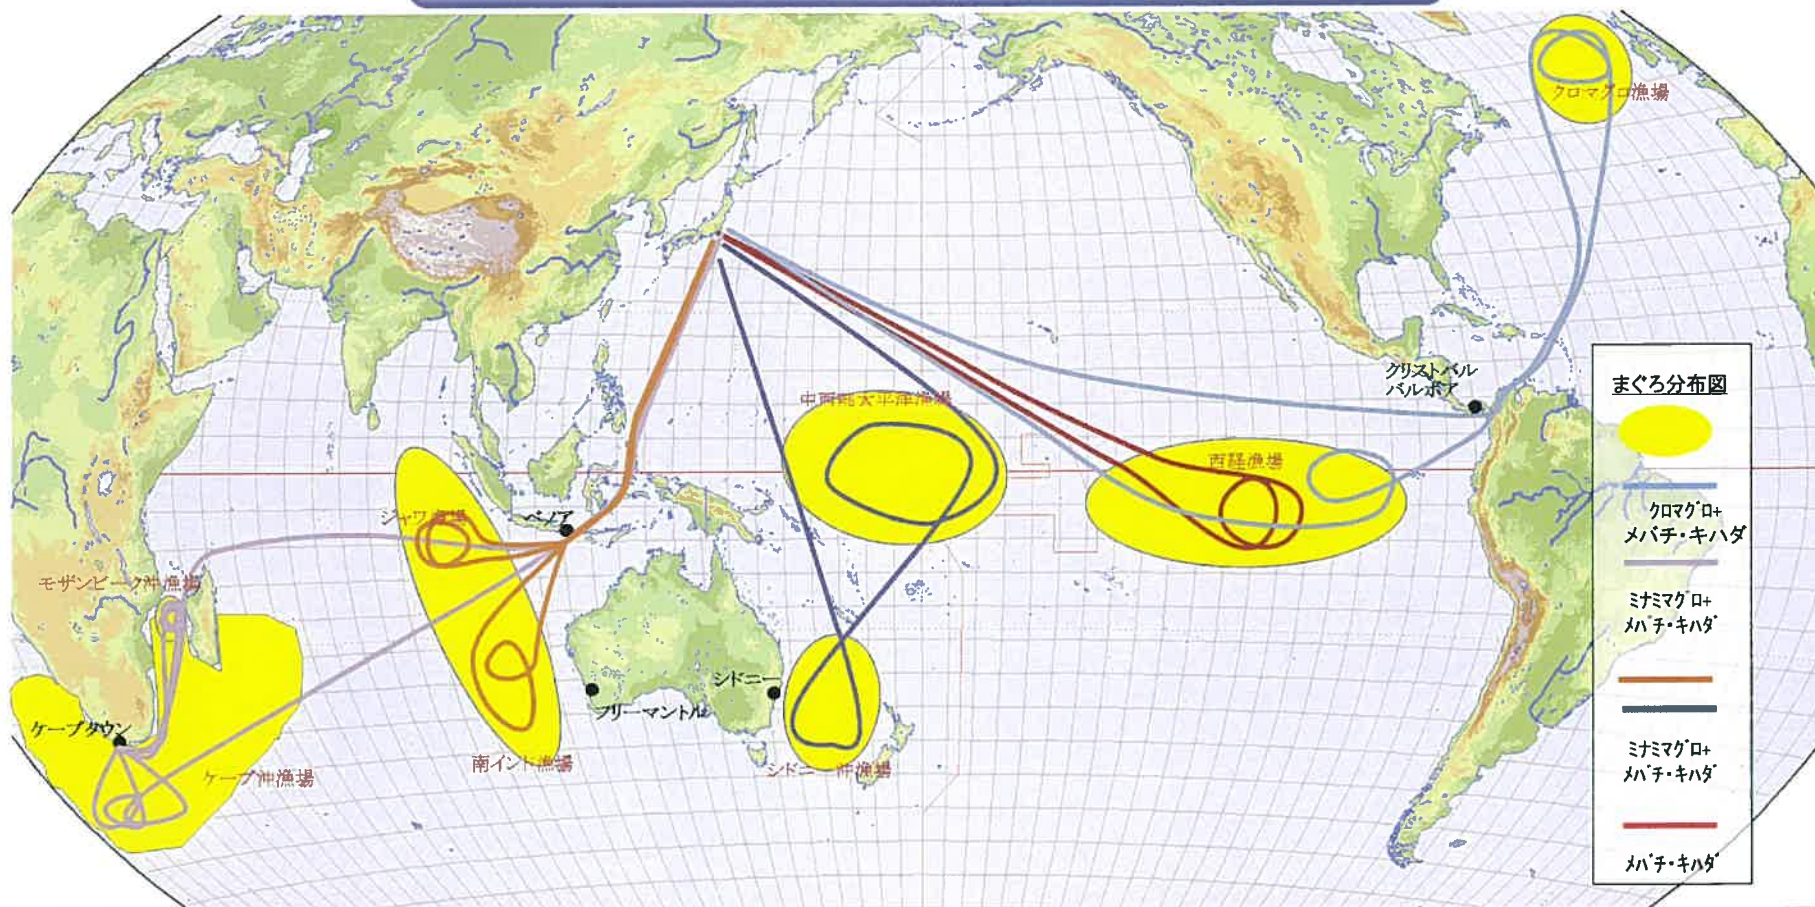 クロマグロ漁場
クリストバル
バルボア
中西部太平洋漁場
西経漁場
ジャワ漁場
ベノア
モザンビーク沖漁場
シドニー
フリーマントル
ケープタウン
ケープ沖漁場
南インド漁場
シドニー沖漁場
まぐろ分布図
クロマグロ+
メバチ・キハダ
ミナミマグロ+
メバチ・キハダ
ミナミマグロ+
メバチ・キハダ
メバチ・キハダ